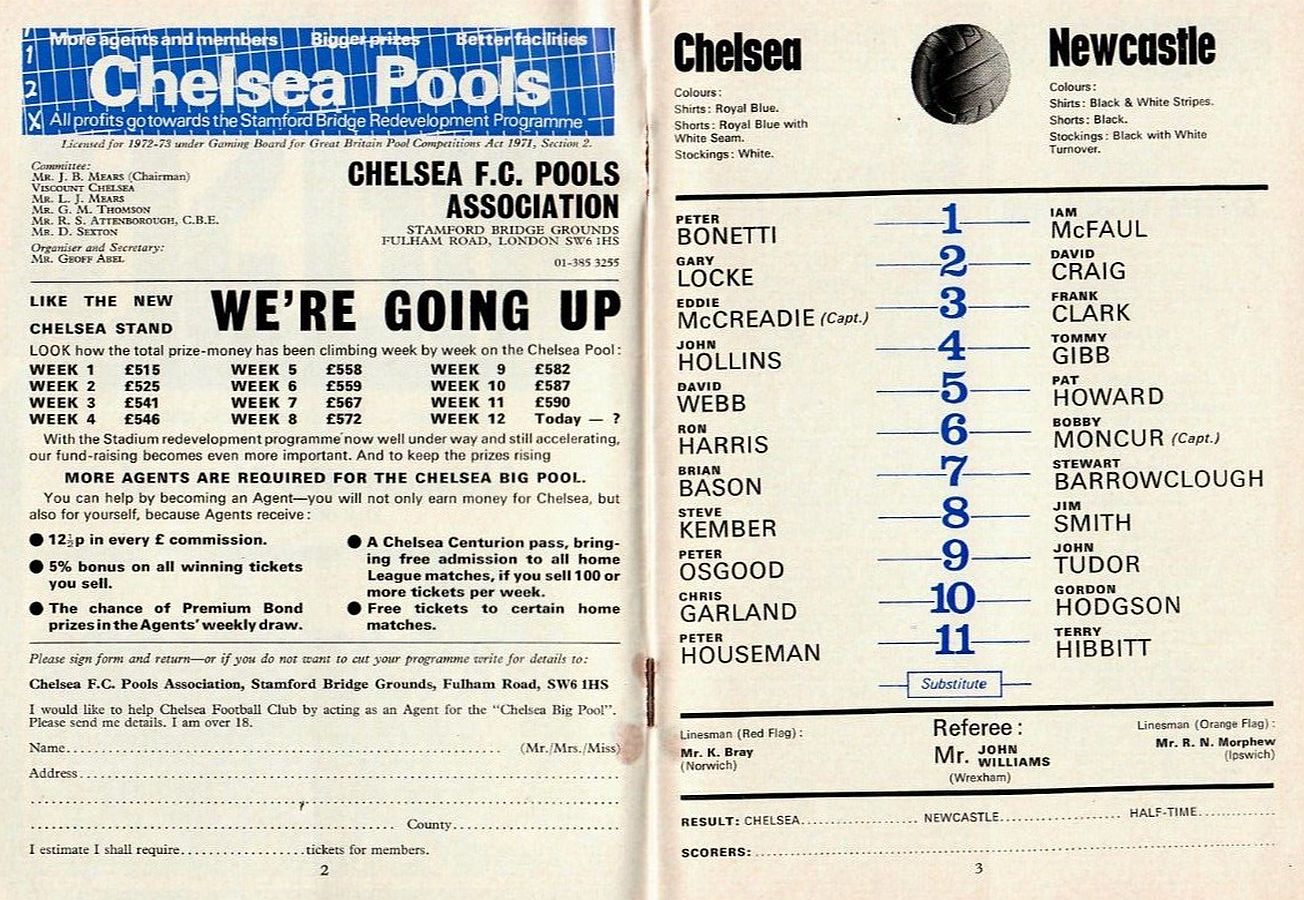 1 More agents and members Bigger prizes Better facilities
2 Chelsea Pools
X All profits go towards the Stamford Bridge Redevelopment Programme
Licensed for 1972-73 under Gaming Board for Great Britain Pool Competitions Act 1971, Section 2.
Committee:
MR. J. B. MEARS (Chairman)
VISCOUNT CHELSEA
MR. L. J. MEARS
MR. G. M. THOMSON
MR. R. S. ATTENBOROUGH, C.B.E.
MR. D. SEXTON
Organiser and Secretary:
MR. GEOFF ABEL
CHELSEA F.C. POOLS
ASSOCIATION
STAMFORD BRIDGE GROUNDS
FULHAM ROAD, LONDON SW6 1HS
01-385 3255
LIKE THE NEW
CHELSEA STAND
WE'RE GOING UP
LOOK how the total prize-money has been climbing week by week on the Chelsea Pool:
WEEK 1 £515 WEEK 5 £558 WEEK 9 £582
WEEK 2 £525 WEEK 6 £559 WEEK 10 £587
WEEK 3 £541 WEEK 7 £567 WEEK 11 £590
WEEK 4 £546 WEEK 8 £572 WEEK 12 Today — ?
With the Stadium redevelopment programme now well under way and still accelerating,
our fund-raising becomes even more important. And to keep the prizes rising
MORE AGENTS ARE REQUIRED FOR THE CHELSEA BIG POOL.
You can help by becoming an Agent—you will not only earn money for Chelsea, but
also for yourself, because Agents receive:
● 12½p in every £ commission.
● 5% bonus on all winning tickets
you sell.
● The chance of Premium Bond
prizes in the Agents' weekly draw.
● A Chelsea Centurion pass, bring-
ing free admission to all home
League matches, if you sell 100 or
more tickets per week.
● Free tickets to certain home
matches.
Please sign form and return—or if you do not want to cut your programme write for details to:
Chelsea F.C. Pools Association, Stamford Bridge Grounds, Fulham Road, SW6 1HS
I would like to help Chelsea Football Club by acting as an Agent for the "Chelsea Big Pool".
Please send me details. I am over 18.
Name.......... (Mr./Mrs./Miss)
Address..........
..........
.......... County..........
I estimate I shall require..........tickets for members.
2
Chelsea
Colours:
Shirts: Royal Blue.
Shorts: Royal Blue with
White Seam.
Stockings: White.
Newcastle
Colours:
Shirts: Black & White Stripes.
Shorts: Black.
Stockings: Black with White
Turnover.
PETER BONETTI 1 IAM McFAUL
GARY LOCKE 2 DAVID CRAIG
EDDIE McCREADIE (Capt.) 3 FRANK CLARK
JOHN HOLLINS 4 TOMMY GIBB
DAVID WEBB 5 PAT HOWARD
RON HARRIS 6 BOBBY MONCUR (Capt.)
BRIAN BASON 7 STEWART BARROWCLOUGH
STEVE KEMBER 8 JIM SMITH
PETER OSGOOD 9 JOHN TUDOR
CHRIS GARLAND 10 GORDON HODGSON
PETER HOUSEMAN 11 TERRY HIBBITT
Substitute
Linesman (Red Flag):
Mr. K. Bray
(Norwich)
Referee:
Mr. JOHN WILLIAMS
(Wrexham)
Linesman (Orange Flag):
Mr. R. N. Morphew
(Ipswich)
RESULT: CHELSEA.......... NEWCASTLE.......... HALF-TIME..........
SCORERS:..........
3